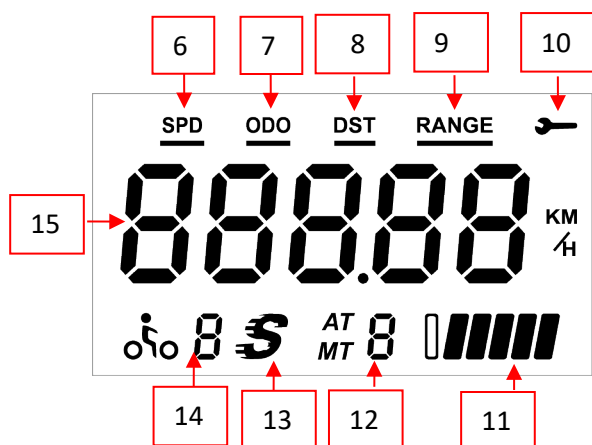 6 7 8 9 10
SPD ODO DST RANGE
15 888.88 KM/H
8 S AT MT 8
14 13 12 11